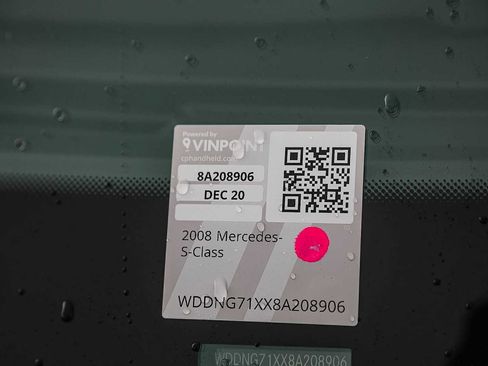 Powered by
VINPOINT
cphandheld.com
8A208906
DEC 20
2008 Mercedes-
S-Class
WDDNG71XX8A208906
WDDNG71XX8A208906